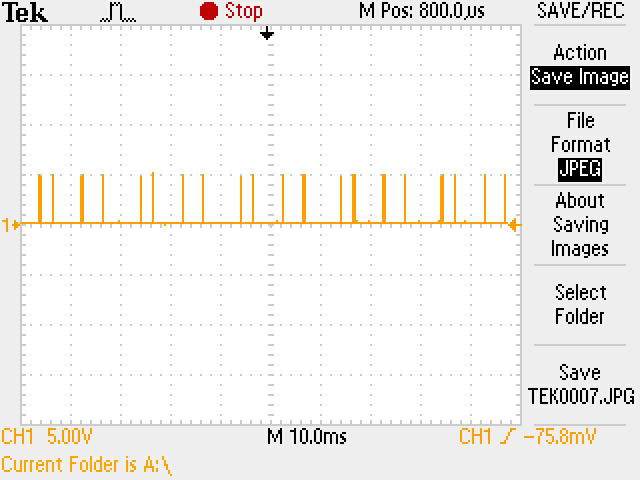 Tek Stop M Pos: 800.0µs SAVE/REC
Action
Save Image
File
Format
JPEG
About
Saving
Images
Select
Folder
Save
TEK0007.JPG
1
CH1 5.00V M 10.0ms CH1 -75.8mV
Current Folder is A:\